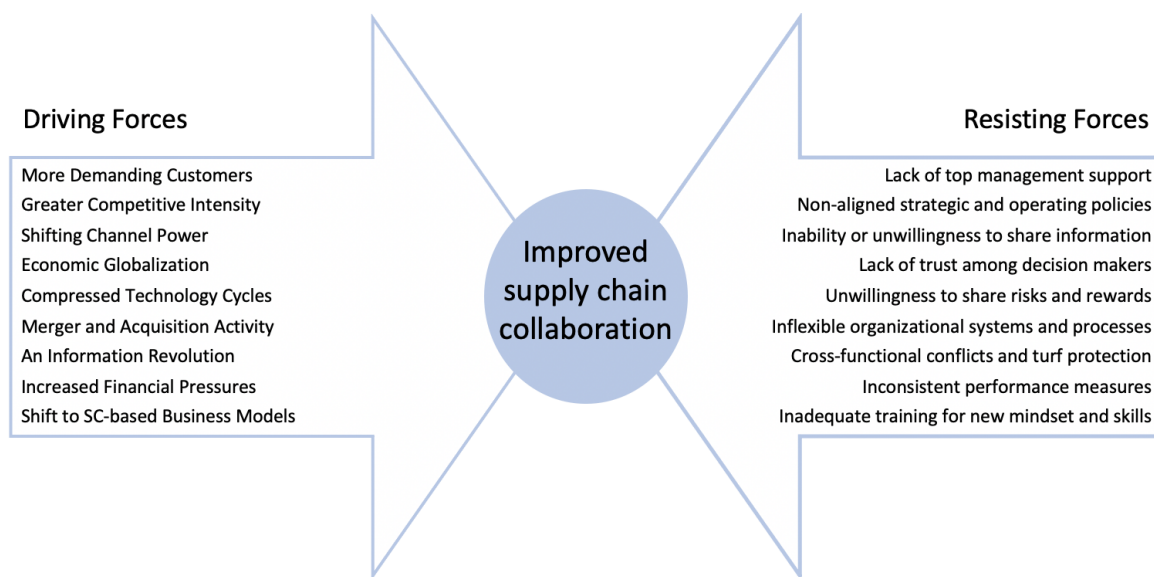 Driving Forces
More Demanding Customers
Greater Competitive Intensity
Shifting Channel Power
Economic Globalization
Compressed Technology Cycles
Merger and Acquisition Activity
An Information Revolution
Increased Financial Pressures
Shift to SC-based Business Models
Improved
supply chain
collaboration
Resisting Forces
Lack of top management support
Non-aligned strategic and operating policies
Inability or unwillingness to share information
Lack of trust among decision makers
Unwillingness to share risks and rewards
Inflexible organizational systems and processes
Cross-functional conflicts and turf protection
Inconsistent performance measures
Inadequate training for new mindset and skills